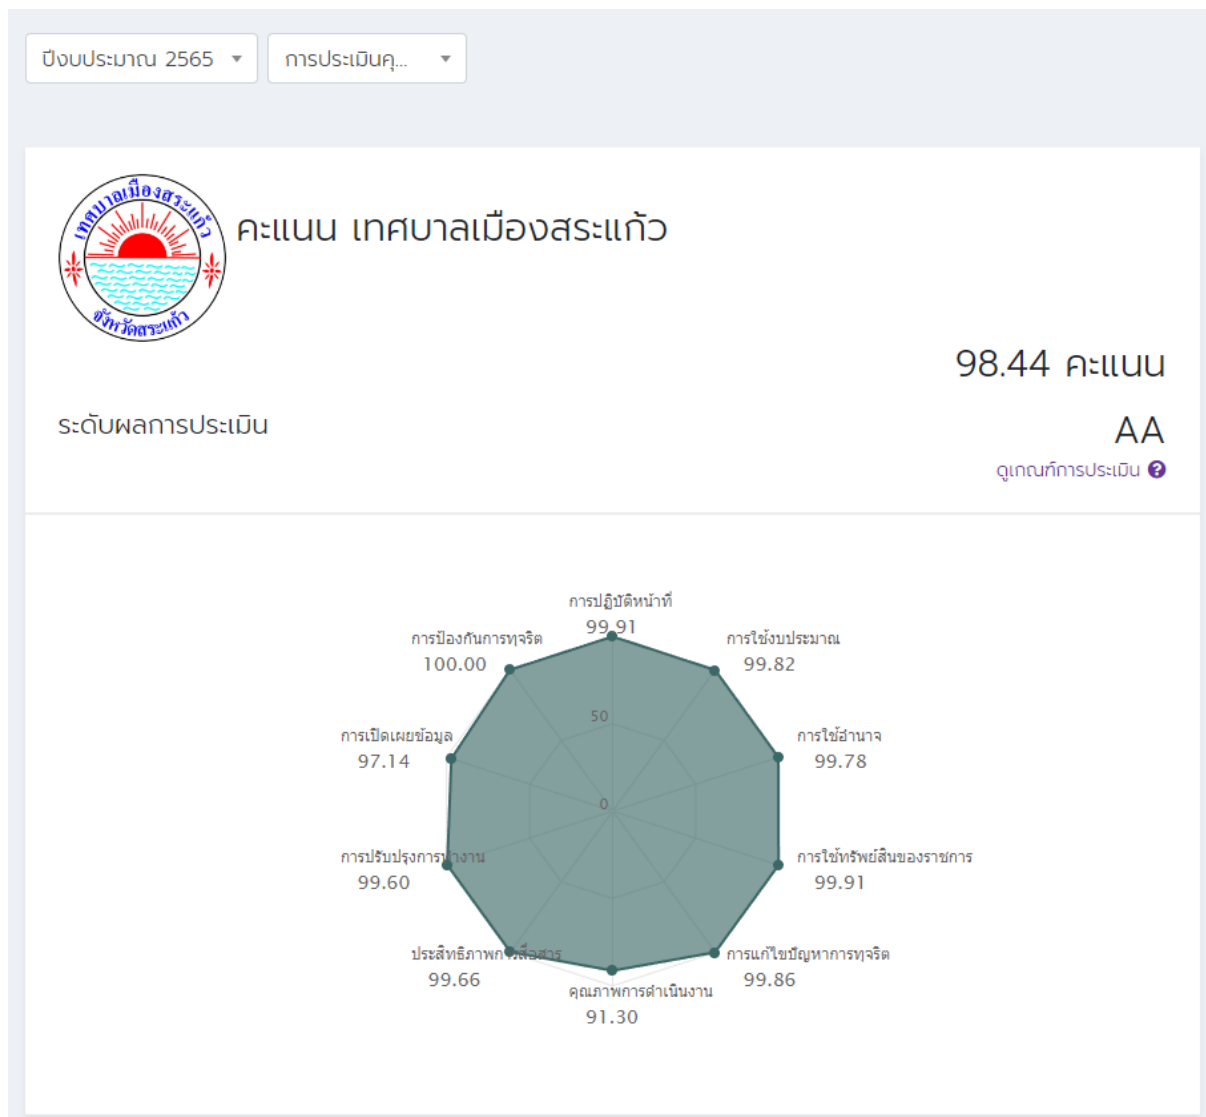 ปีงบประมาณ 2565
การประเมินคุ...
เทศบาลเมืองสระแก้ว
จังหวัดสระแก้ว
คะแนน เทศบาลเมืองสระแก้ว
98.44 คะแนน
ระดับผลการประเมิน
AA
ดูเกณฑ์การประเมิน
การปฏิบัติหน้าที่
99.91
การป้องกันการทุจริต
100.00
การใช้งบประมาณ
99.82
50
การเปิดเผยข้อมูล
97.14
การใช้อำนาจ
99.78
0
การปรับปรุงการทำงาน
99.60
การใช้ทรัพย์สินของราชการ
99.91
ประสิทธิภาพการสื่อสาร
99.66
การแก้ไขปัญหาการทุจริต
99.86
คุณภาพการดำเนินงาน
91.30